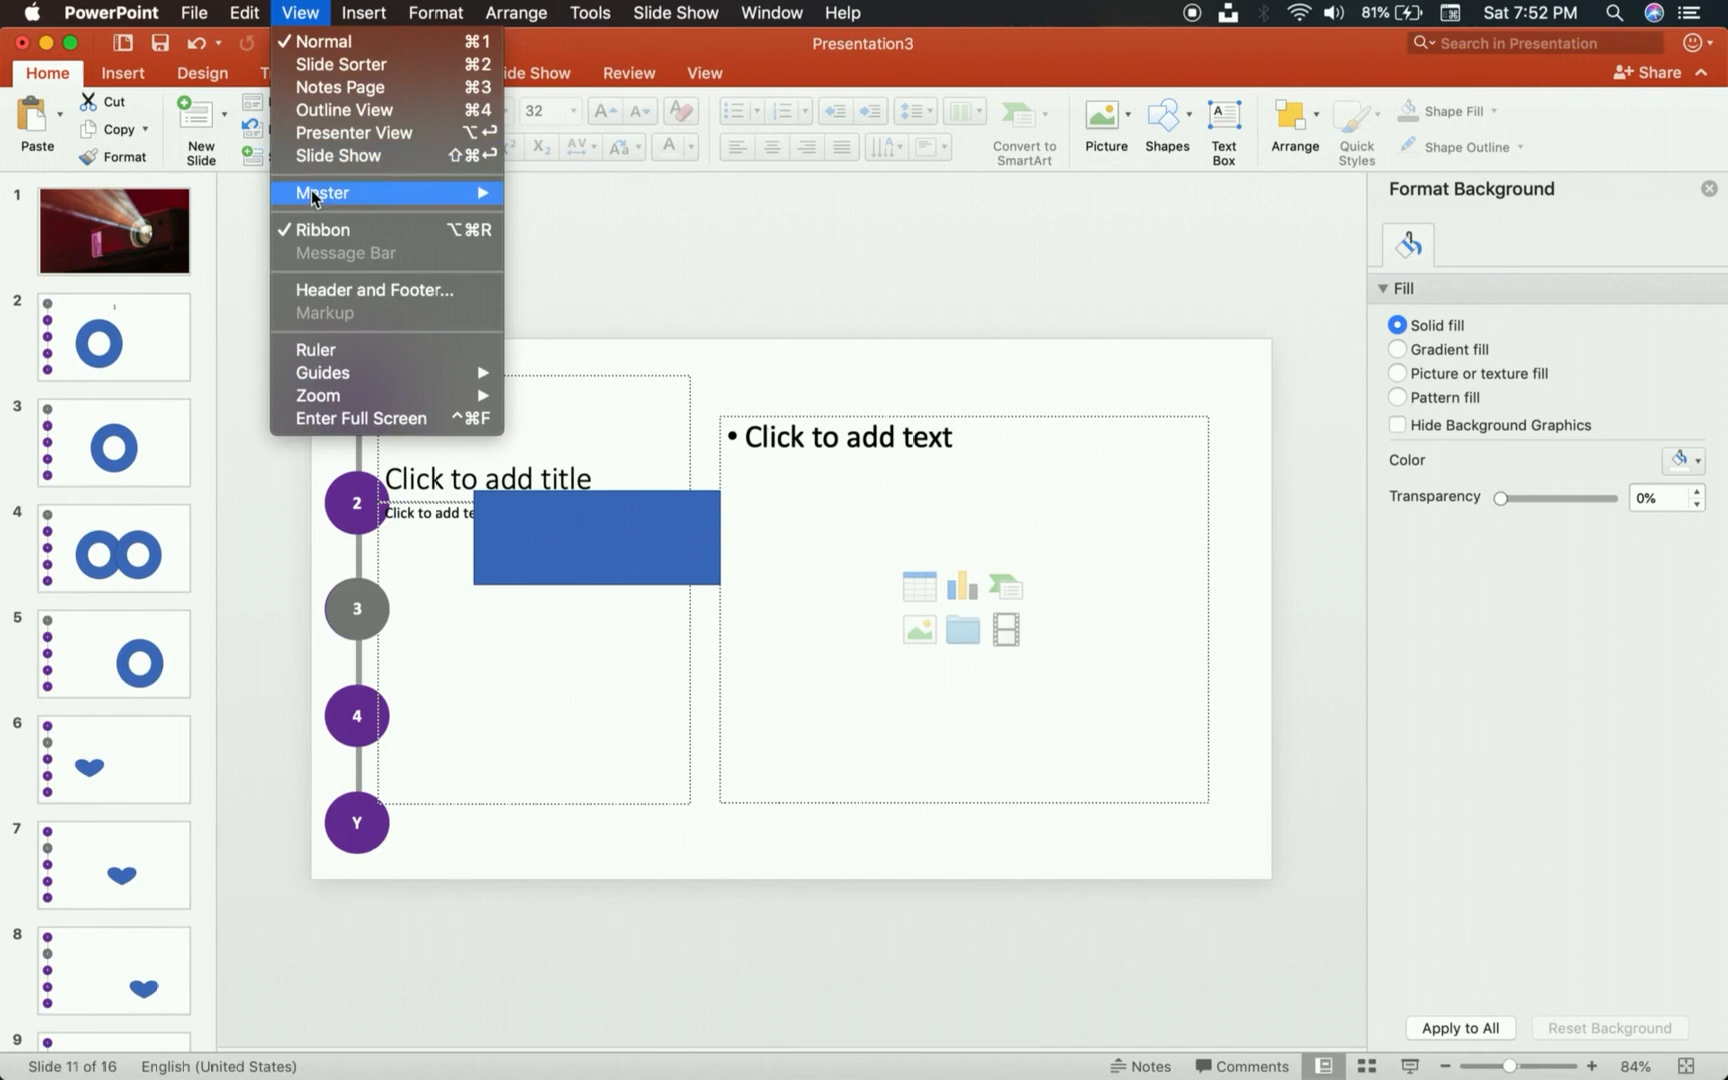 PowerPoint File Edit View Insert Format Arrange Tools Slide Show Window Help 81% Sat 7:52 PM
Presentation3
Search in Presentation
Home Insert Design T ide Show Review View
Share
Paste
Cut
Copy
Format
New
Slide
32
Convert to
SmartArt
Picture
Shapes
Text
Box
Arrange
Quick
Styles
Shape Fill
Shape Outline
✓ Normal ⌘1
Slide Sorter ⌘2
Notes Page ⌘3
Outline View ⌘4
Presenter View ⌥↩
Slide Show ⇧⌘↩
Master
✓ Ribbon ⌥⌘R
Message Bar
Header and Footer...
Markup
Ruler
Guides
Zoom
Enter Full Screen ^⌘F
1
2
3
4
5
6
7
8
9
2
3
4
Y
Click to add title
Click to add te
• Click to add text
Format Background
Fill
Solid fill
Gradient fill
Picture or texture fill
Pattern fill
Hide Background Graphics
Color
Transparency 0%
Apply to All Reset Background
Slide 11 of 16 English (United States) Notes Comments 84%